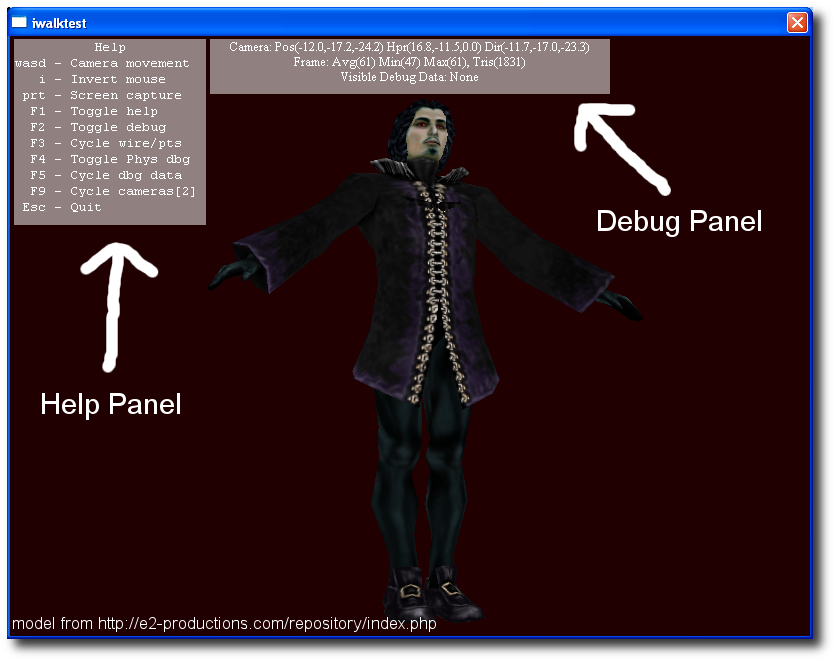 iwalktest
Help
wasd - Camera movement
i - Invert mouse
prt - Screen capture
F1 - Toggle help
F2 - Toggle debug
F3 - Cycle wire/pts
F4 - Toggle Phys dbg
F5 - Cycle dbg data
F9 - Cycle cameras[2]
Esc - Quit
Camera: Pos(-12.0,-17.2,-24.2) Hpr(16.8,-11.5,0.0) Dir(-11.7,-17.0,-23.3)
Frame: Avg(61) Min(47) Max(61), Tris(1831)
Visible Debug Data: None
Debug Panel
Help Panel
model from http://e2-productions.com/repository/index.php